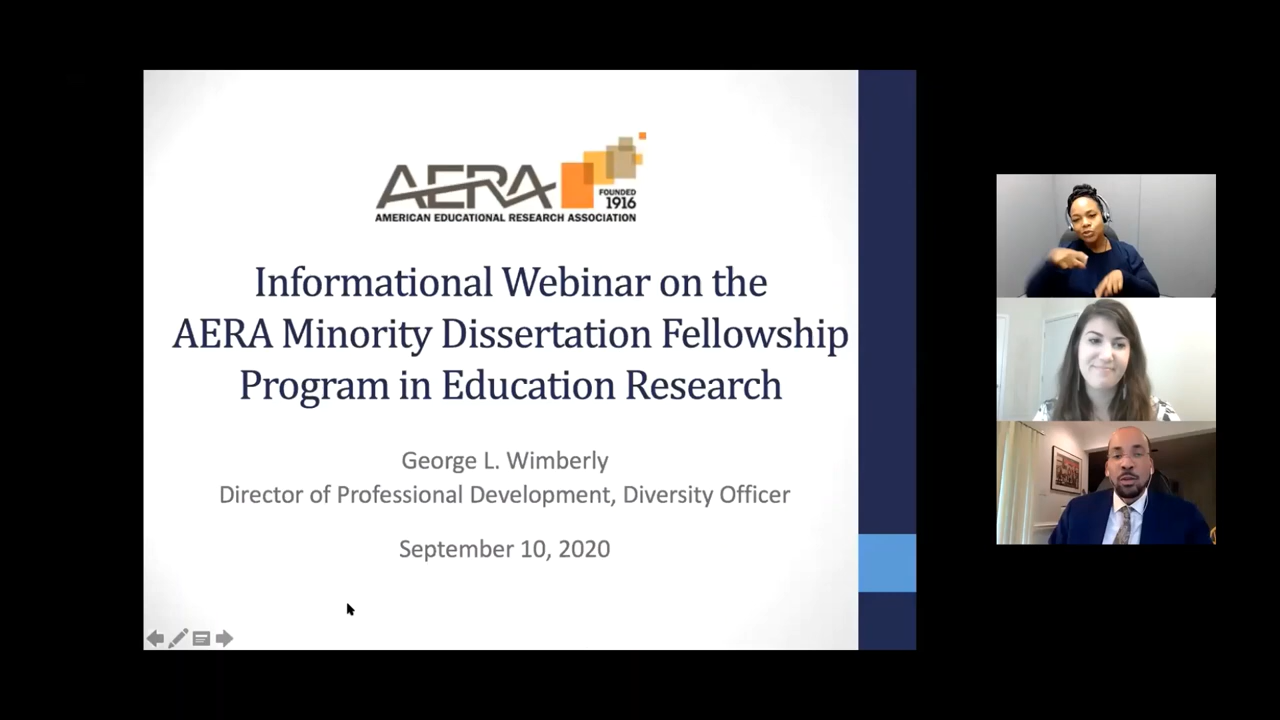 AERA
FOUNDED
1916
AMERICAN EDUCATIONAL RESEARCH ASSOCIATION
Informational Webinar on the
AERA Minority Dissertation Fellowship
Program in Education Research
George L. Wimberly
Director of Professional Development, Diversity Officer
September 10, 2020